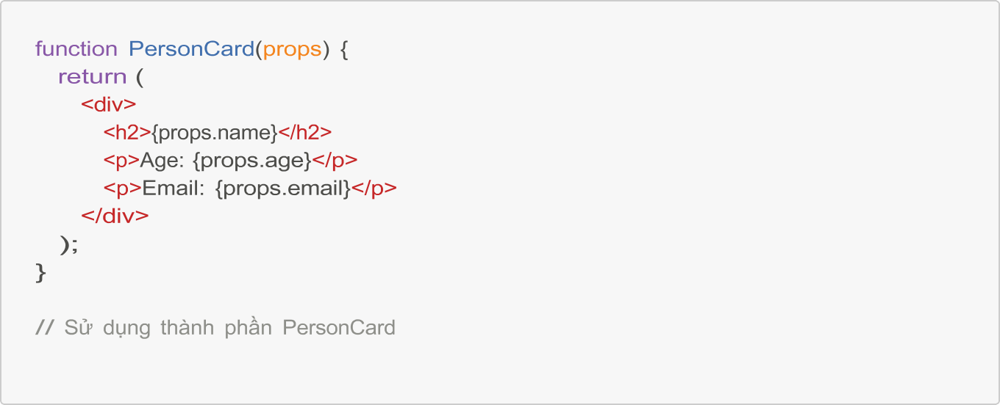 function PersonCard(props) {
return (
<div>
<h2>{props.name}</h2>
<p>Age: {props.age}</p>
<p>Email: {props.email}</p>
</div>
);
}
// Sử dụng thành phần PersonCard